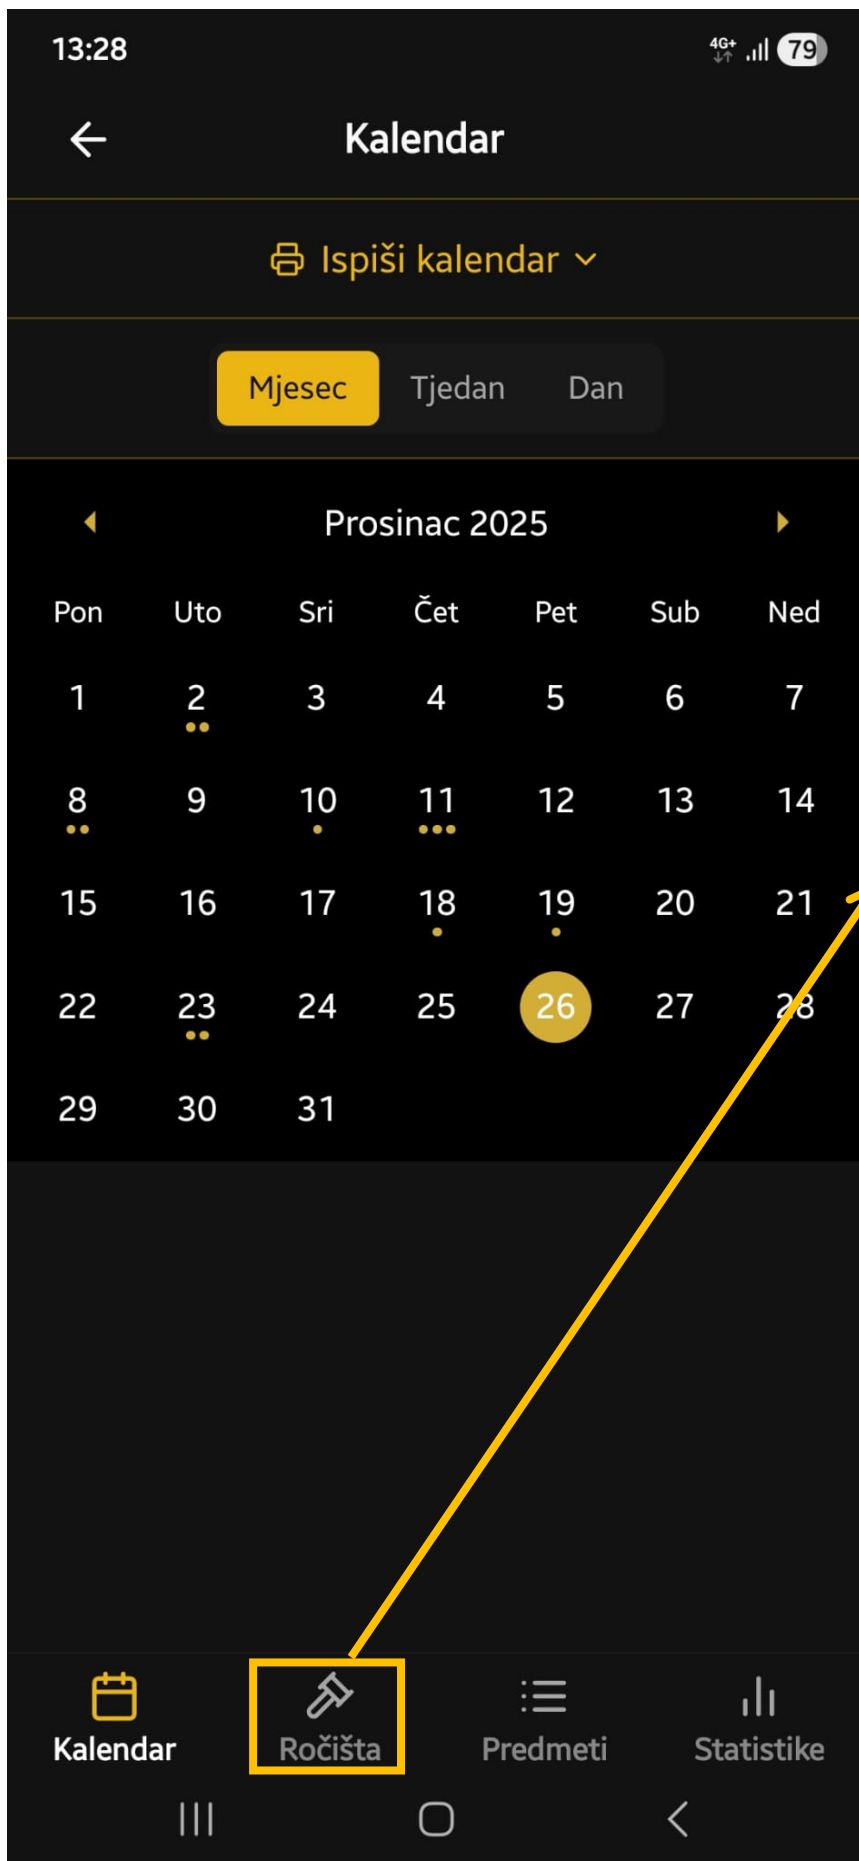 13:28 4G+ 79
Kalendar
Ispiši kalendar
Mjesec Tjedan Dan
Prosinac 2025
Pon Uto Sri Čet Pet Sub Ned
1 2 3 4 5 6 7
8 9 10 11 12 13 14
15 16 17 18 19 20 21
22 23 24 25 26 27 28
29 30 31
Kalendar Ročišta Predmeti Statistike